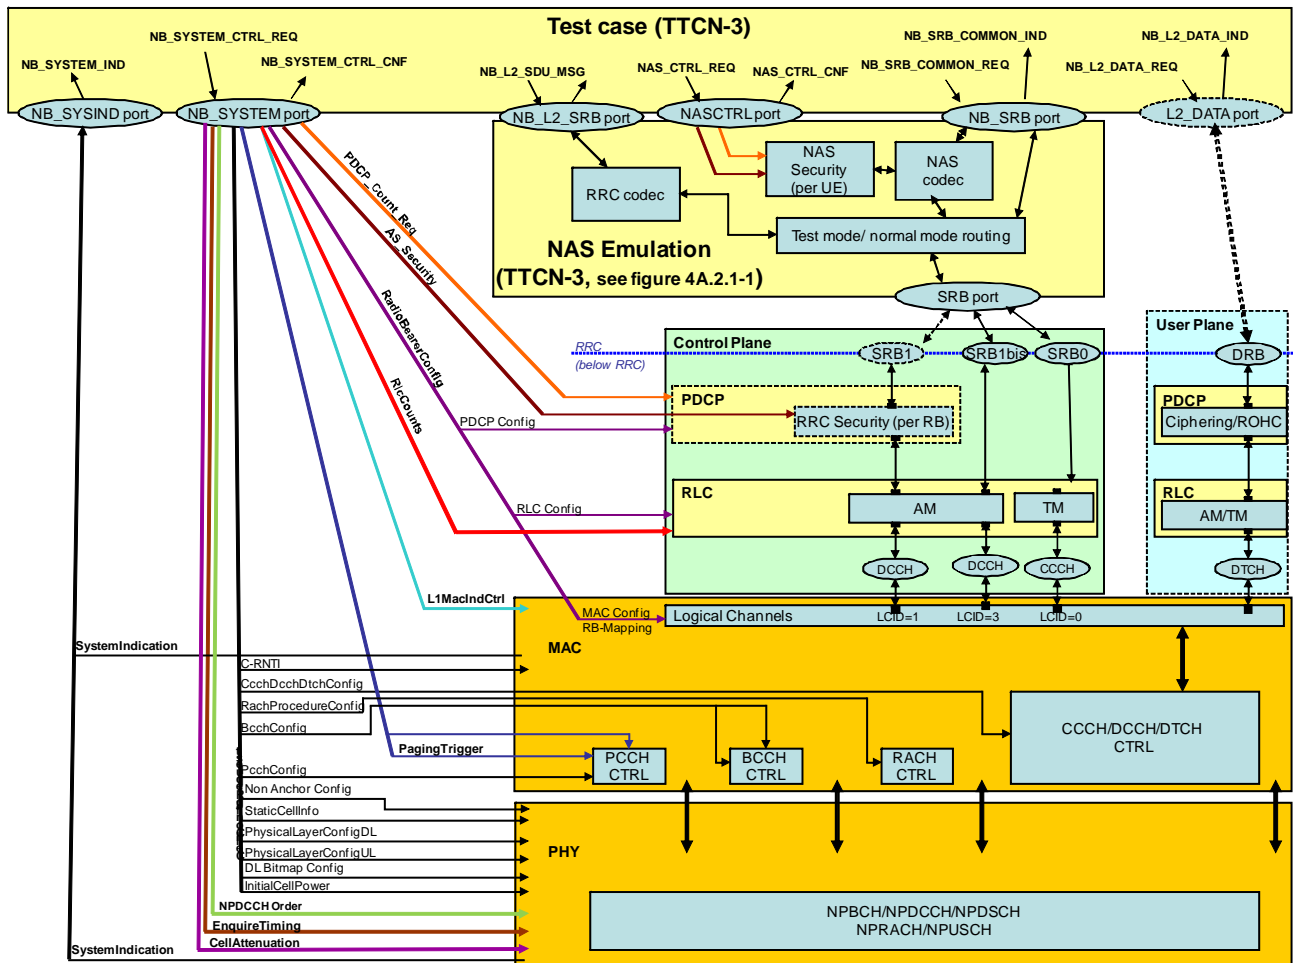 Test case (TTCN-3)
NB_SYSTEM_CTRL_REQ
NB_SYSTEM_IND
NB_SYSTEM_CTRL_CNF
NB_L2_SDU_MSG
NAS_CTRL_REQ
NAS_CTRL_CNF
NB_SRB_COMMON_IND
NB_SRB_COMMON_REQ
NB_L2_DATA_IND
NB_L2_DATA_REQ
NB_SYSIND port
NB_SYSTEM port
NB_L2_SRB port
NASCTRL port
NB_SRB port
L2_DATA port
RRC codec
NAS
Security
(per UE)
NAS
codec
Test mode/ normal mode routing
NAS Emulation
(TTCN-3, see figure 4A.2.1-1)
SRB port
PDCP_Count_Req
AS_Security
RadioBearerConfig
RlcCounts
Control Plane
User Plane
RRC
(below RRC)
SRB1
SRB1bis
SRB0
DRB
PDCP
RRC Security (per RB)
PDCP
Ciphering/ROHC
PDCP Config
RLC
AM
TM
RLC
AM/TM
RLC Config
DCCH
DCCH
CCCH
DTCH
L1MacIndCtrl
MAC Config
RB-Mapping
Logical Channels
LCID=1
LCID=3
LCID=0
MAC
SystemIndication
C-RNTI
CcchDcchDtchConfig
RachProcedureConfig
BcchConfig
PagingTrigger
PcchConfig
PCCH
CTRL
BCCH
CTRL
RACH
CTRL
CCCH/DCCH/DTCH
CTRL
Non Anchor Config
StaticCellInfo
PhysicalLayerConfigDL
PhysicalLayerConfigUL
DL Bitmap Config
InitialCellPower
PHY
NPDCCH Order
EnquireTiming
CellAttenuation
SystemIndication
NPBCH/NPDCCH/NPDSCH
NPRACH/NPUSCH